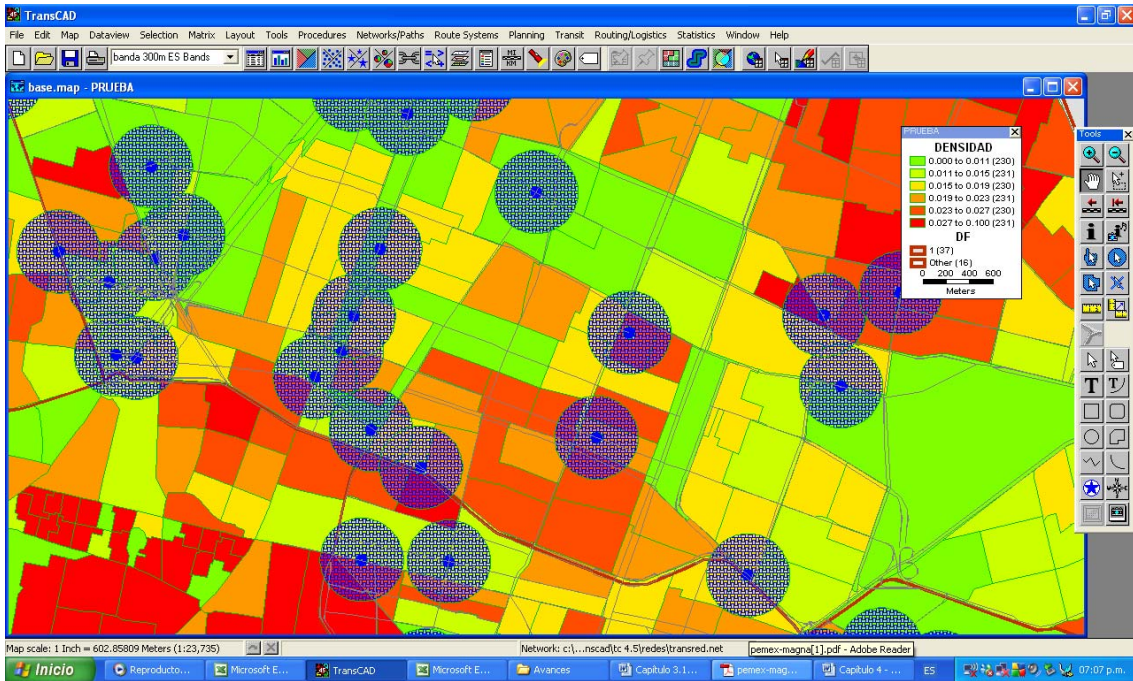 TransCAD
File Edit Map Dataview Selection Matrix Layout Tools Procedures Networks/Paths Route Systems Planning Transit Routing/Logistics Statistics Window Help
banda 300m ES Bands
base.map - PRUEBA
PRUEBA
DENSIDAD
0.000 to 0.011 (230)
0.011 to 0.015 (231)
0.015 to 0.019 (230)
0.019 to 0.023 (231)
0.023 to 0.027 (230)
0.027 to 0.100 (231)
DF
1 (37)
Other (16)
0 200 400 600
Meters
Tools
Map scale: 1 Inch = 602.85809 Meters (1:23,735)
Network: c:\...nscad\tc 4.5\redes\transred.net
pemex-magna[1].pdf - Adobe Reader
Inicio
Reproducto...
Microsoft E...
TransCAD
Microsoft E...
Avances
Capítulo 3.1...
pemex-mag...
Capítulo 4 - ...
ES
07:07 p.m.